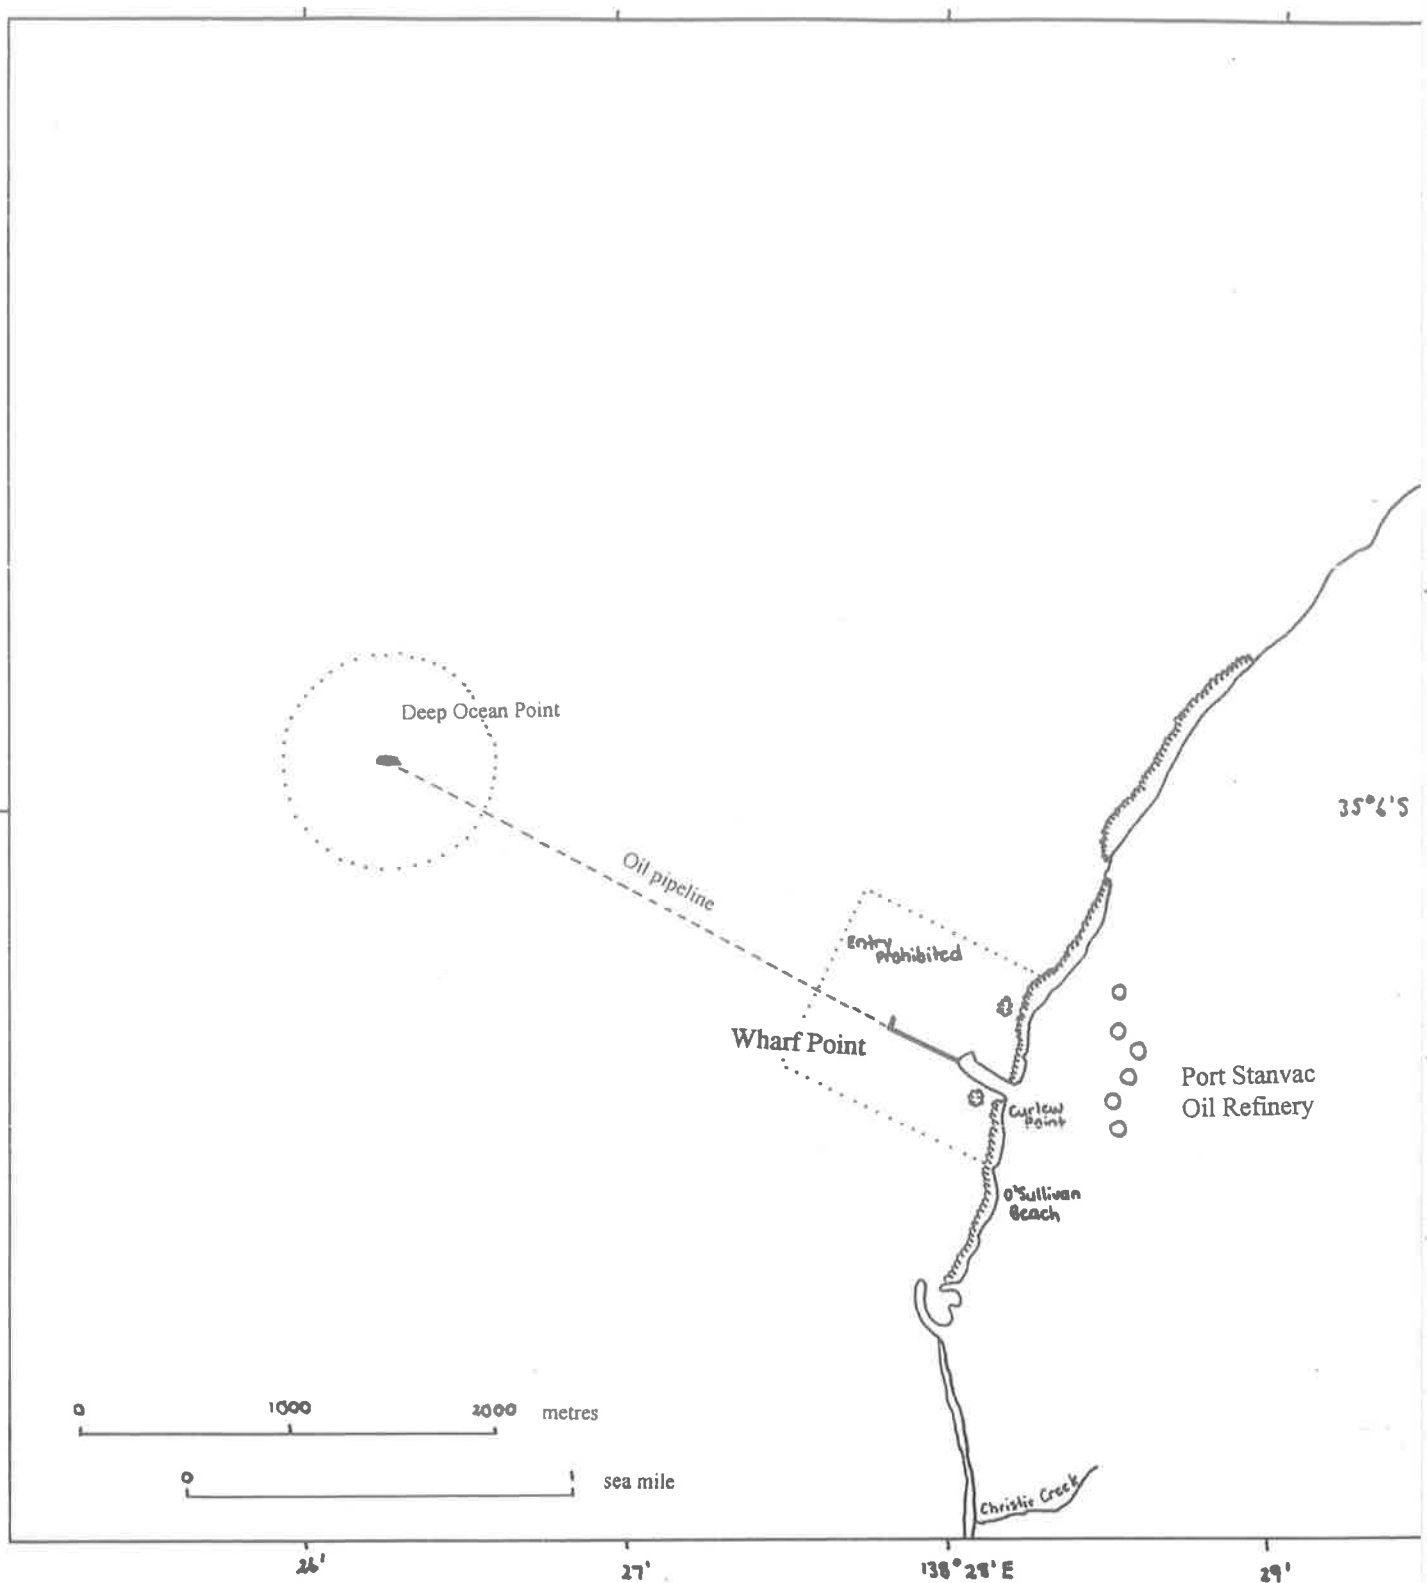 Deep Ocean Point
35°6'S
Oil pipeline
Entry
Prohibited
Wharf Point
Port Stanvac
Oil Refinery
Curlew
Point
O'Sullivan
Beach
0 1000 2000 metres
0 1 sea mile
Christie Creek
26' 27' 138°28'E 29'